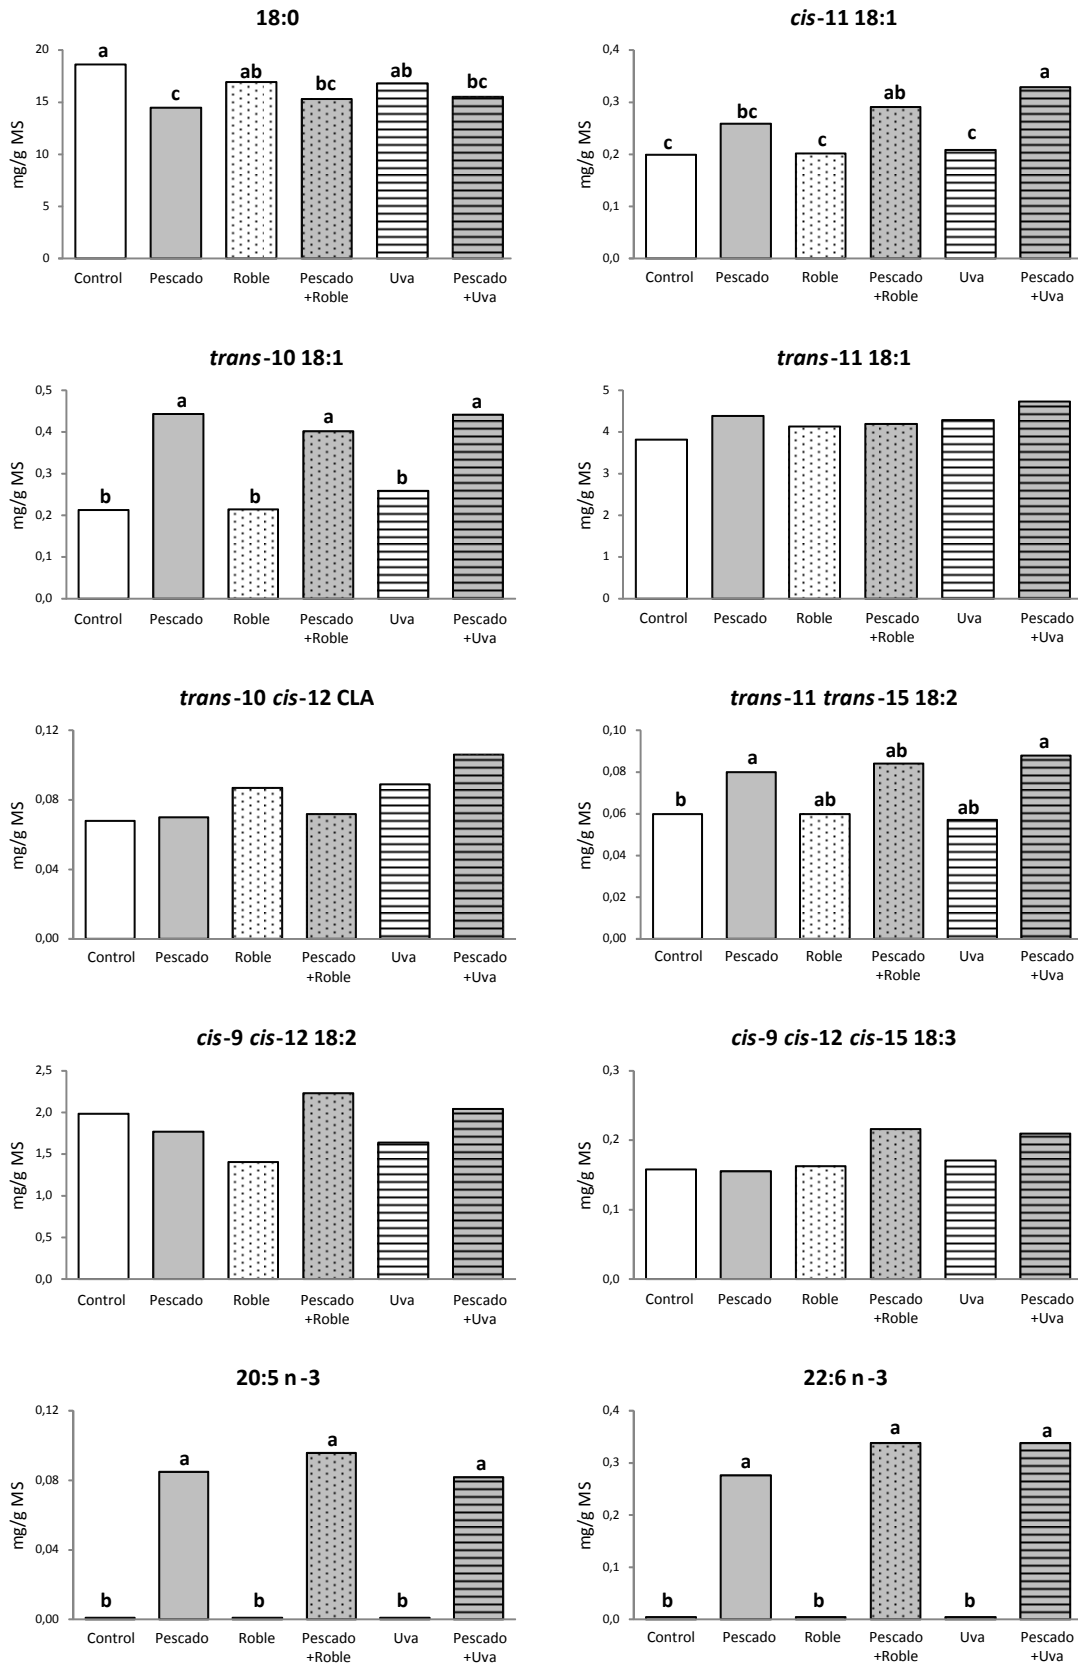 18:0
20
15
10
5
0
mg/g MS
a
c
ab
bc
ab
bc
Control
Pescado
Roble
Pescado
+Roble
Uva
Pescado
+Uva
cis-11 18:1
0,4
0,3
0,2
0,1
0,0
mg/g MS
c
bc
c
ab
c
a
Control
Pescado
Roble
Pescado
+Roble
Uva
Pescado
+Uva
trans-10 18:1
0,5
0,4
0,3
0,2
0,1
0,0
mg/g MS
b
a
b
a
b
a
Control
Pescado
Roble
Pescado
+Roble
Uva
Pescado
+Uva
trans-11 18:1
5
4
3
2
1
0
mg/g MS
Control
Pescado
Roble
Pescado
+Roble
Uva
Pescado
+Uva
trans-10 cis-12 CLA
0,12
0,08
0,04
0,00
mg/g MS
Control
Pescado
Roble
Pescado
+Roble
Uva
Pescado
+Uva
trans-11 trans-15 18:2
0,10
0,08
0,06
0,04
0,02
0,00
mg/g MS
b
a
ab
ab
ab
a
Control
Pescado
Roble
Pescado
+Roble
Uva
Pescado
+Uva
cis-9 cis-12 18:2
2,5
2,0
1,5
1,0
0,5
0,0
mg/g MS
Control
Pescado
Roble
Pescado
+Roble
Uva
Pescado
+Uva
cis-9 cis-12 cis-15 18:3
0,3
0,2
0,1
0,0
mg/g MS
Control
Pescado
Roble
Pescado
+Roble
Uva
Pescado
+Uva
20:5 n-3
0,12
0,08
0,04
0,00
mg/g MS
b
a
b
a
b
a
Control
Pescado
Roble
Pescado
+Roble
Uva
Pescado
+Uva
22:6 n-3
0,4
0,3
0,2
0,1
0,0
mg/g MS
b
a
b
a
b
a
Control
Pescado
Roble
Pescado
+Roble
Uva
Pescado
+Uva